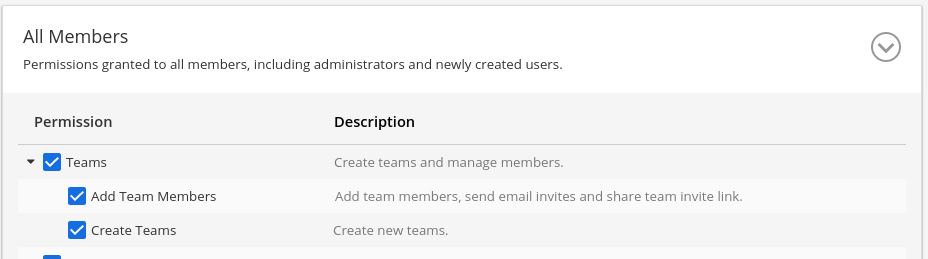 All Members
Permissions granted to all members, including administrators and newly created users.
Permission Description
Teams Create teams and manage members.
Add Team Members Add team members, send email invites and share team invite link.
Create Teams Create new teams.